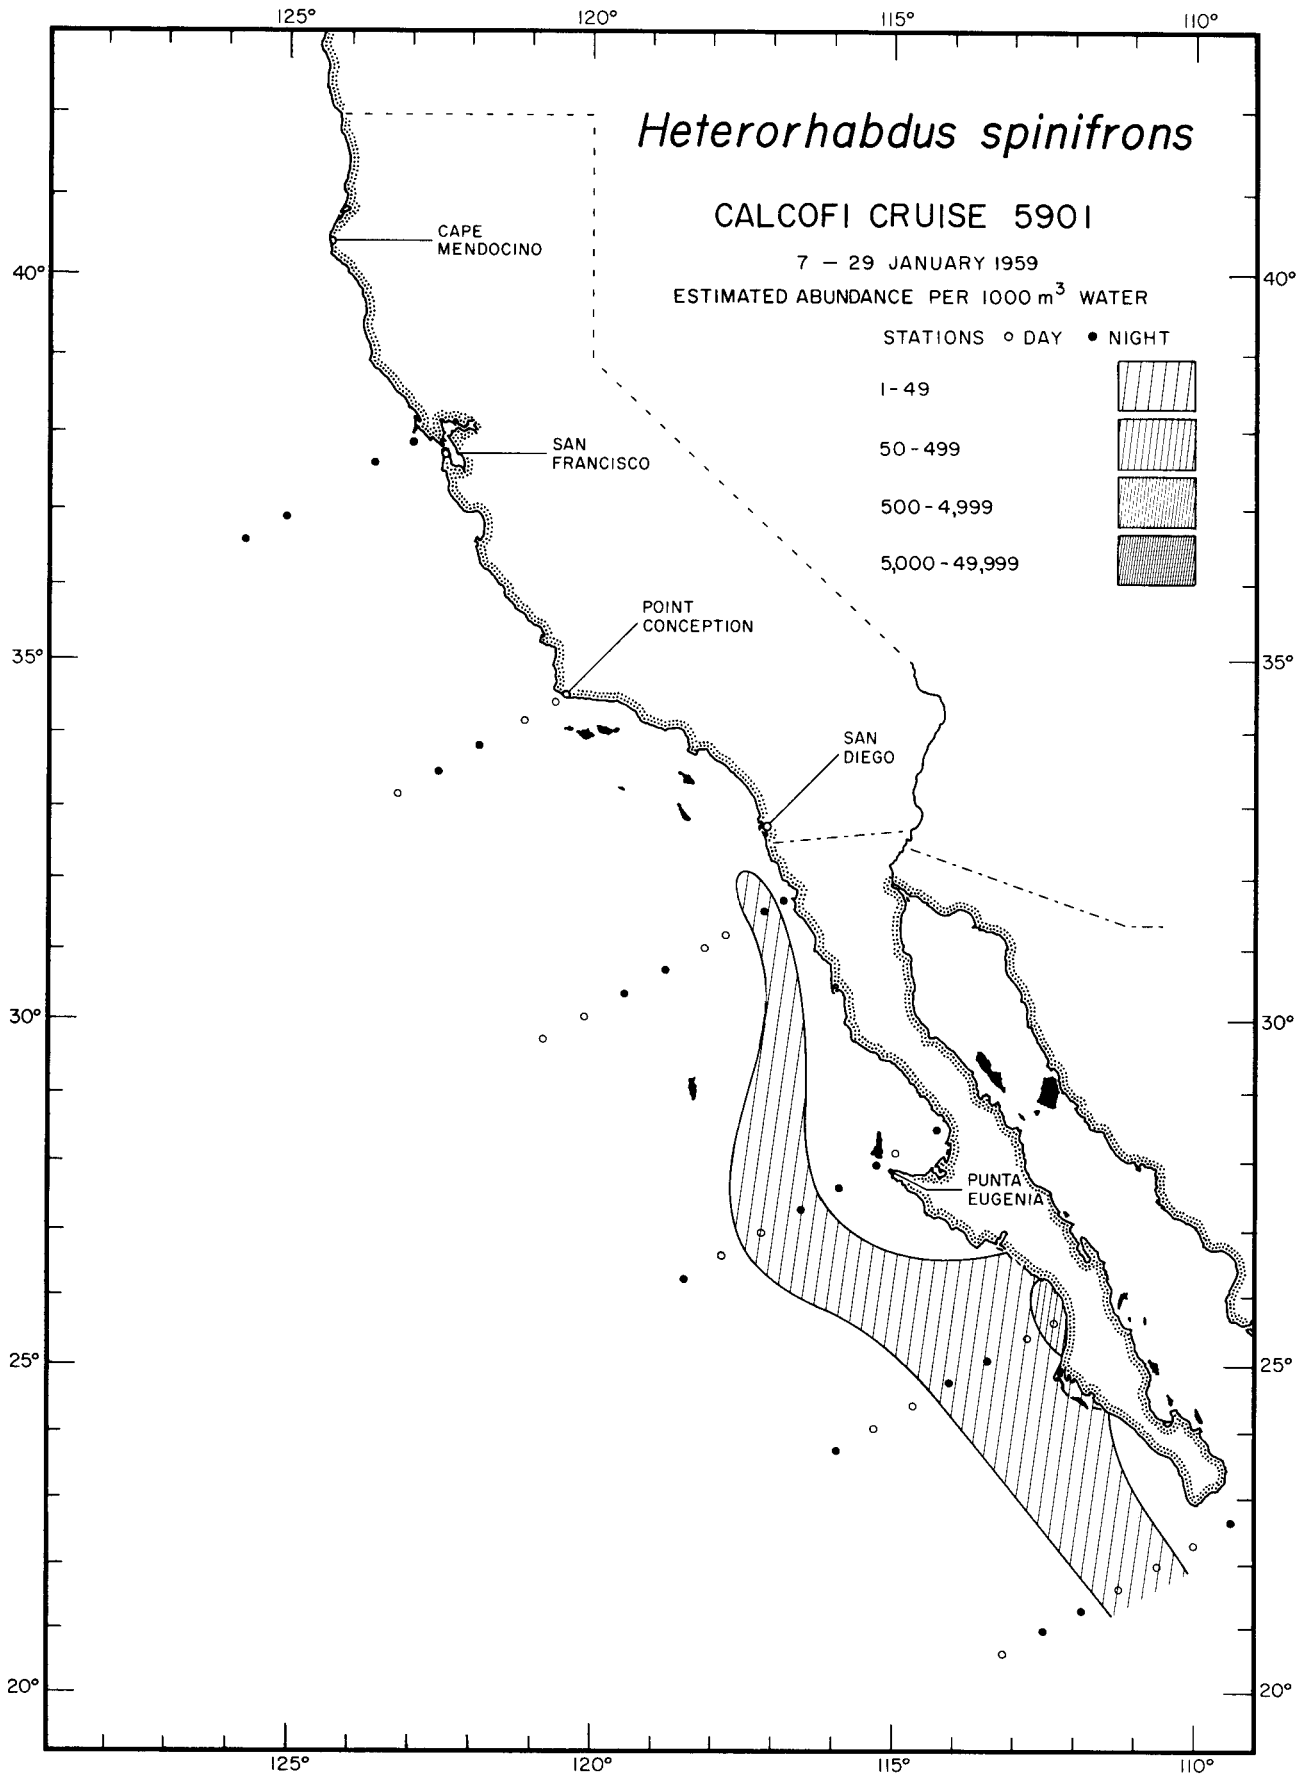 125° 120° 115° 110°
Heterorhabdus spinifrons
CALCOFI CRUISE 5901
7 – 29 JANUARY 1959
ESTIMATED ABUNDANCE PER 1000 m³ WATER
STATIONS ○ DAY ● NIGHT
1-49
50-499
500-4,999
5,000-49,999
CAPE
MENDOCINO
40° 40°
SAN
FRANCISCO
POINT
CONCEPTION
35° 35°
SAN
DIEGO
30° 30°
PUNTA
EUGENIA
25° 25°
20° 20°
125° 120° 115° 110°